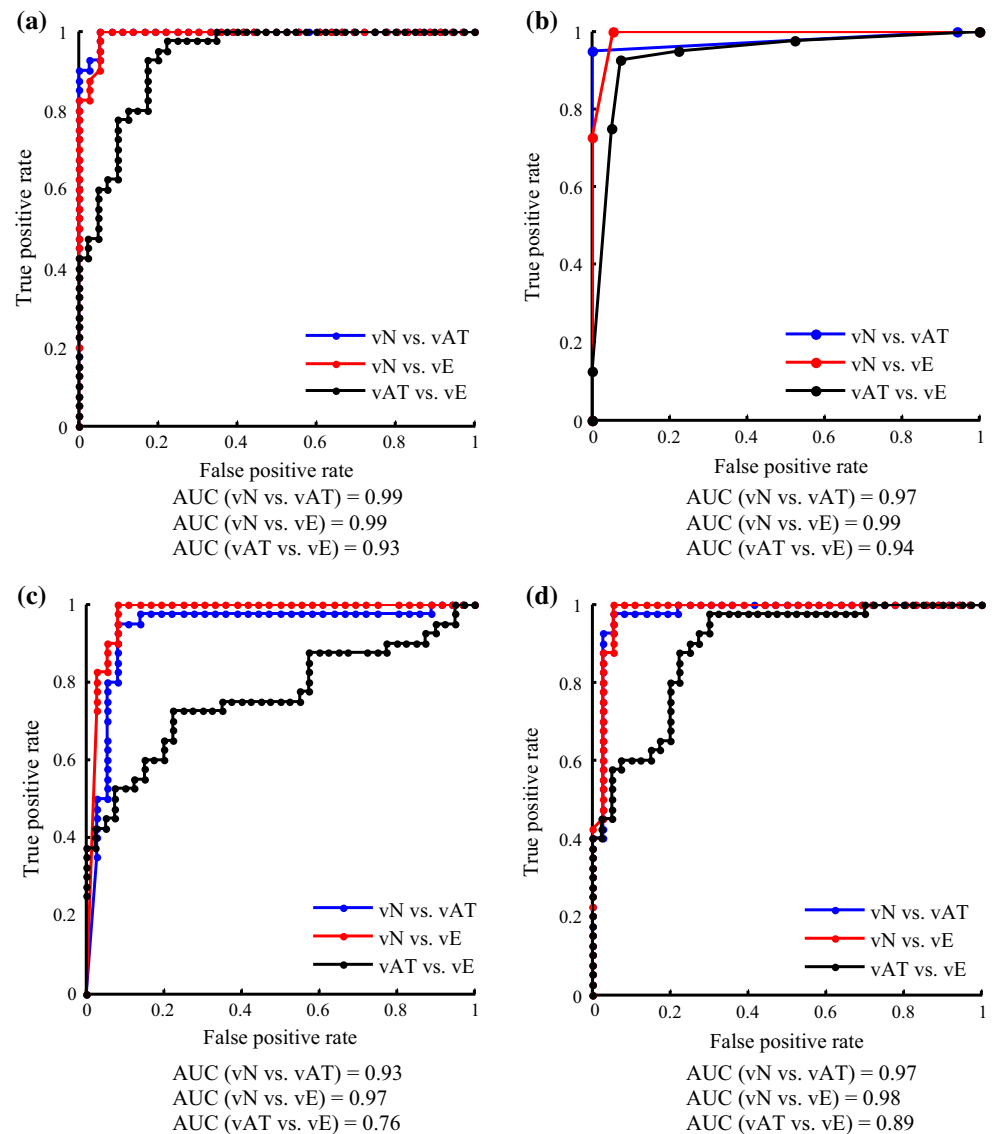 (a)
1
0.8
0.6
0.4
0.2
0
True positive rate
vN vs. vAT
vN vs. vE
vAT vs. vE
0
0.2
0.4
0.6
0.8
1
False positive rate
AUC (vN vs. vAT) = 0.99
AUC (vN vs. vE) = 0.99
AUC (vAT vs. vE) = 0.93
(b)
1
0.8
0.6
0.4
0.2
0
True positive rate
vN vs. vAT
vN vs. vE
vAT vs. vE
0
0.2
0.4
0.6
0.8
1
False positive rate
AUC (vN vs. vAT) = 0.97
AUC (vN vs. vE) = 0.99
AUC (vAT vs. vE) = 0.94
(c)
1
0.8
0.6
0.4
0.2
0
True positive rate
vN vs. vAT
vN vs. vE
vAT vs. vE
0
0.2
0.4
0.6
0.8
1
False positive rate
AUC (vN vs. vAT) = 0.93
AUC (vN vs. vE) = 0.97
AUC (vAT vs. vE) = 0.76
(d)
1
0.8
0.6
0.4
0.2
0
True positive rate
vN vs. vAT
vN vs. vE
vAT vs. vE
0
0.2
0.4
0.6
0.8
1
False positive rate
AUC (vN vs. vAT) = 0.97
AUC (vN vs. vE) = 0.98
AUC (vAT vs. vE) = 0.89